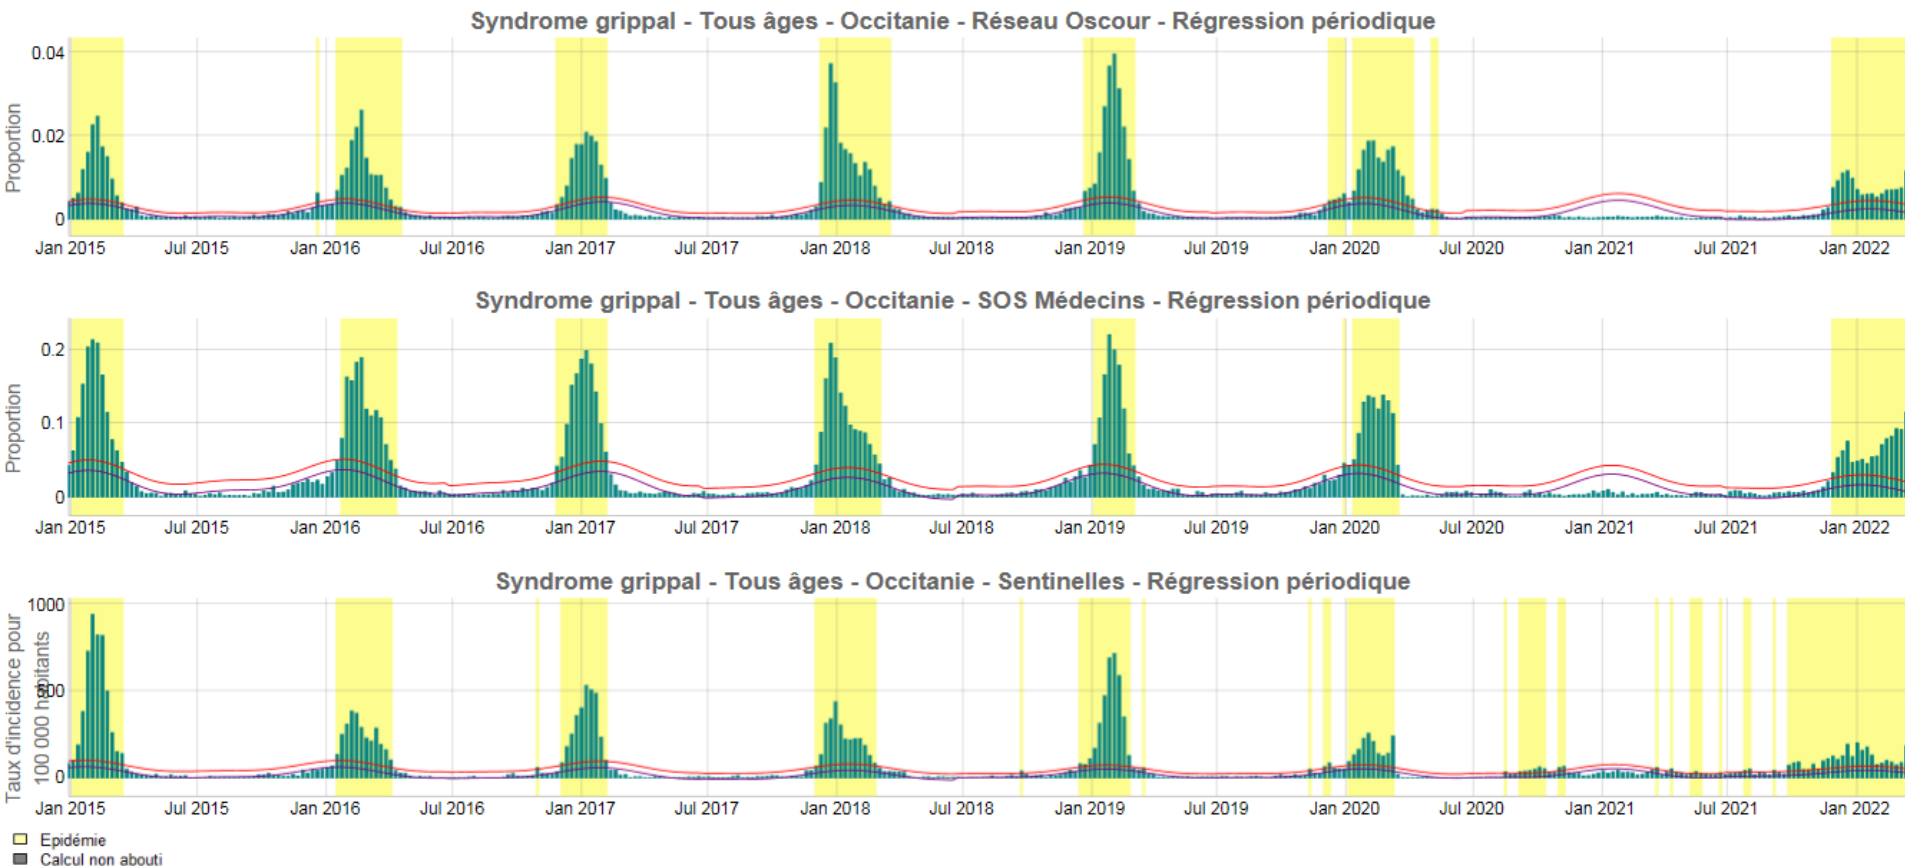 Syndrome grippal - Tous âges - Occitanie - Réseau Oscour - Régression périodique
Proportion
0.04
0.02
0
Jan 2015 Jul 2015 Jan 2016 Jul 2016 Jan 2017 Jul 2017 Jan 2018 Jul 2018 Jan 2019 Jul 2019 Jan 2020 Jul 2020 Jan 2021 Jul 2021 Jan 2022
Syndrome grippal - Tous âges - Occitanie - SOS Médecins - Régression périodique
Proportion
0.2
0.1
0
Jan 2015 Jul 2015 Jan 2016 Jul 2016 Jan 2017 Jul 2017 Jan 2018 Jul 2018 Jan 2019 Jul 2019 Jan 2020 Jul 2020 Jan 2021 Jul 2021 Jan 2022
Syndrome grippal - Tous âges - Occitanie - Sentinelles - Régression périodique
Taux d'incidence pour
100 000 habitants
1000
500
0
Jan 2015 Jul 2015 Jan 2016 Jul 2016 Jan 2017 Jul 2017 Jan 2018 Jul 2018 Jan 2019 Jul 2019 Jan 2020 Jul 2020 Jan 2021 Jul 2021 Jan 2022
Epidémie
Calcul non abouti